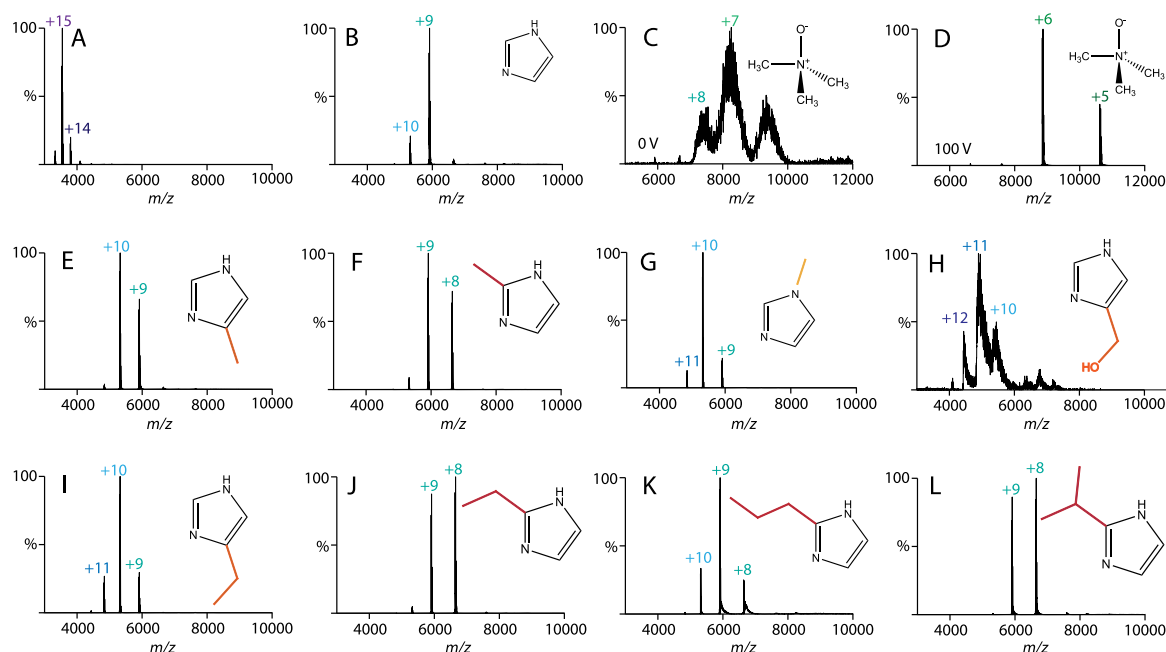 100 +15 A +14 % 4000 6000 8000 10000 m/z
100 B +9 +10 % H N N 4000 6000 8000 10000 m/z
100 C +7 +8 % 0 V O- H₃C N+ CH₃ CH₃ 6000 8000 10000 12000 m/z
100 D +6 +5 % 100 V O- H₃C N+ CH₃ CH₃ 6000 8000 10000 12000 m/z
100 E +10 +9 % H N N 4000 6000 8000 10000 m/z
100 F +9 +8 % H N N 4000 6000 8000 10000 m/z
100 G +10 +11 +9 % N N 4000 6000 8000 10000 m/z
100 H +11 +12 +10 % H N N HO 4000 6000 8000 10000 m/z
100 I +10 +11 +9 % H N N 4000 6000 8000 10000 m/z
100 J +9 +8 % H N N 4000 6000 8000 10000 m/z
100 K +9 +10 +8 % H N N 4000 6000 8000 10000 m/z
100 L +9 +8 % H N N 4000 6000 8000 10000 m/z